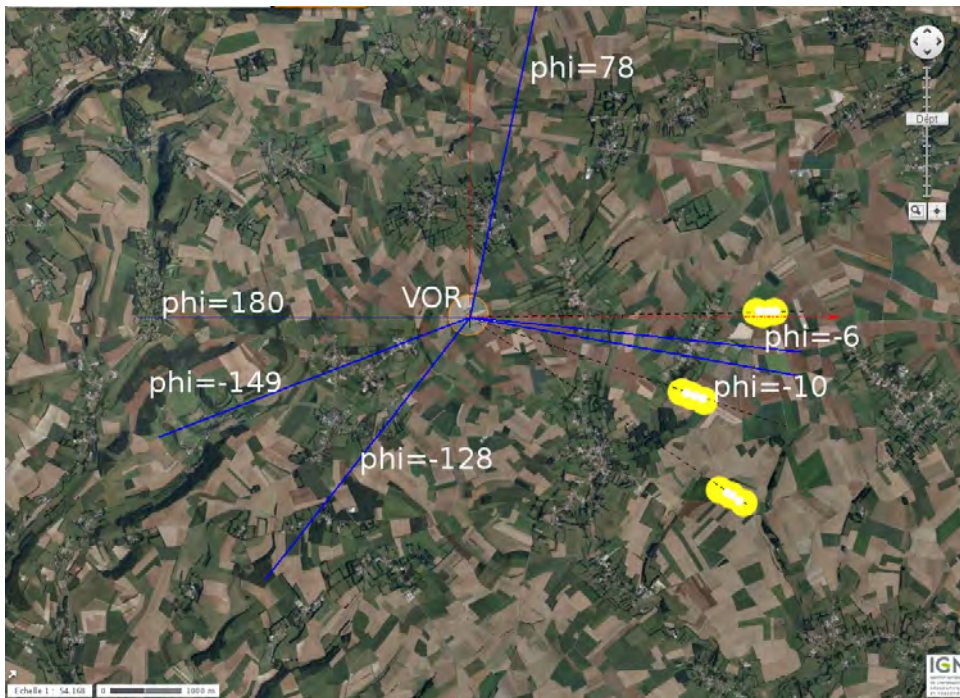 phi=78
Dépt
phi=180
VOR
phi=-6
phi=-149
phi=-10
phi=-128
IGN
Echelle 1 : 54 168
0
1000 m